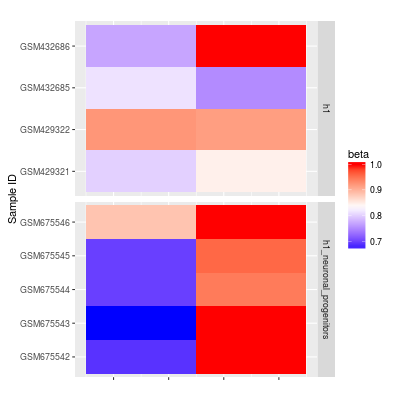 Sample ID
GSM432686
GSM432685
GSM429322
GSM429321
h1
GSM675546
GSM675545
GSM675544
GSM675543
GSM675542
h1_neuronal_progenitors
beta
1.0
0.9
0.8
0.7